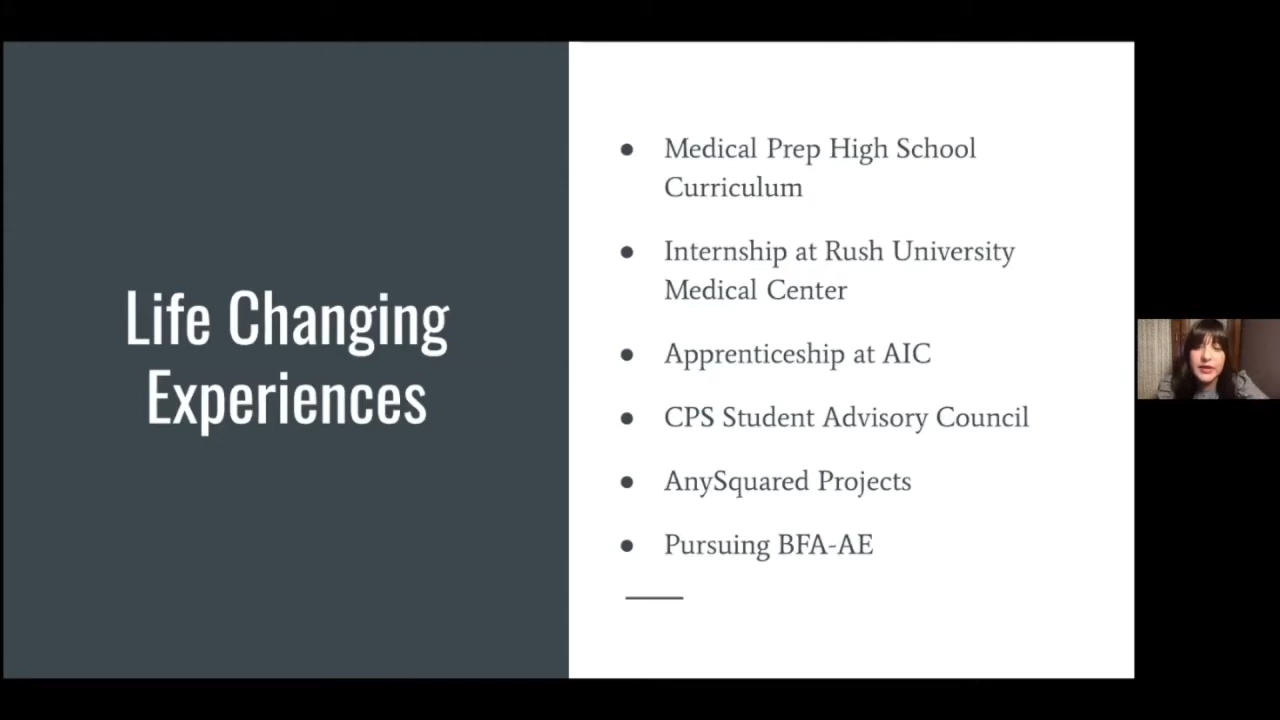 Life Changing
Experiences
● Medical Prep High School
Curriculum
● Internship at Rush University
Medical Center
● Apprenticeship at AIC
● CPS Student Advisory Council
● AnySquared Projects
● Pursuing BFA-AE